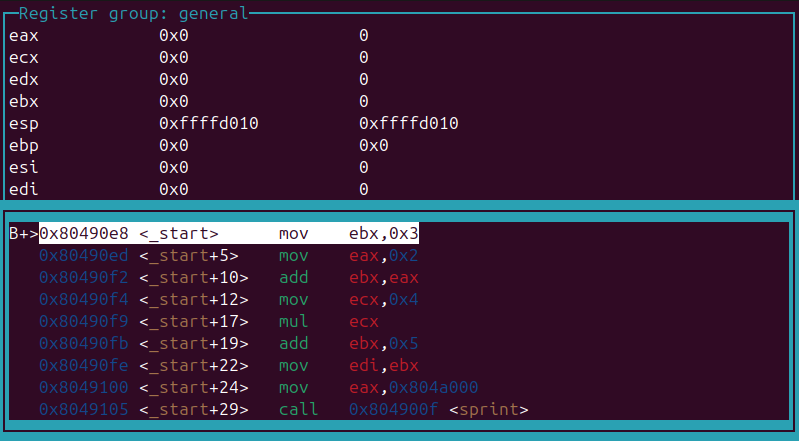 Register group: general
eax 0x0 0
ecx 0x0 0
edx 0x0 0
ebx 0x0 0
esp 0xffffd010 0xffffd010
ebp 0x0 0x0
esi 0x0 0
edi 0x0 0
B+>0x80490e8 <_start> mov ebx,0x3
0x80490ed <_start+5> mov eax,0x2
0x80490f2 <_start+10> add ebx,eax
0x80490f4 <_start+12> mov ecx,0x4
0x80490f9 <_start+17> mul ecx
0x80490fb <_start+19> add ebx,0x5
0x80490fe <_start+22> mov edi,ebx
0x8049100 <_start+24> mov eax,0x804a000
0x8049105 <_start+29> call 0x804900f <sprint>